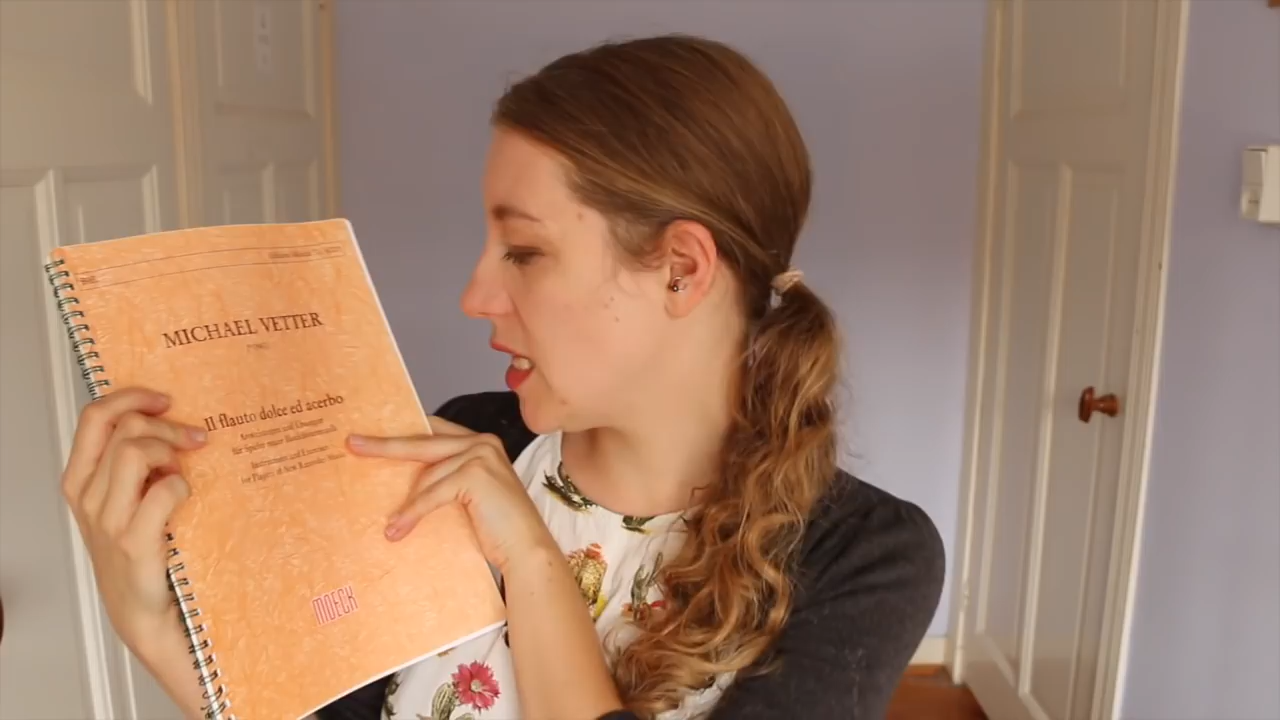 MICHAEL VETTER
Il flauto dolce ed acerbo
Anweisungen und Übungen
für Spieler neuer Blockflötenmusik
Instructions and Exercises
for Players of New Recorder Music
MOECK